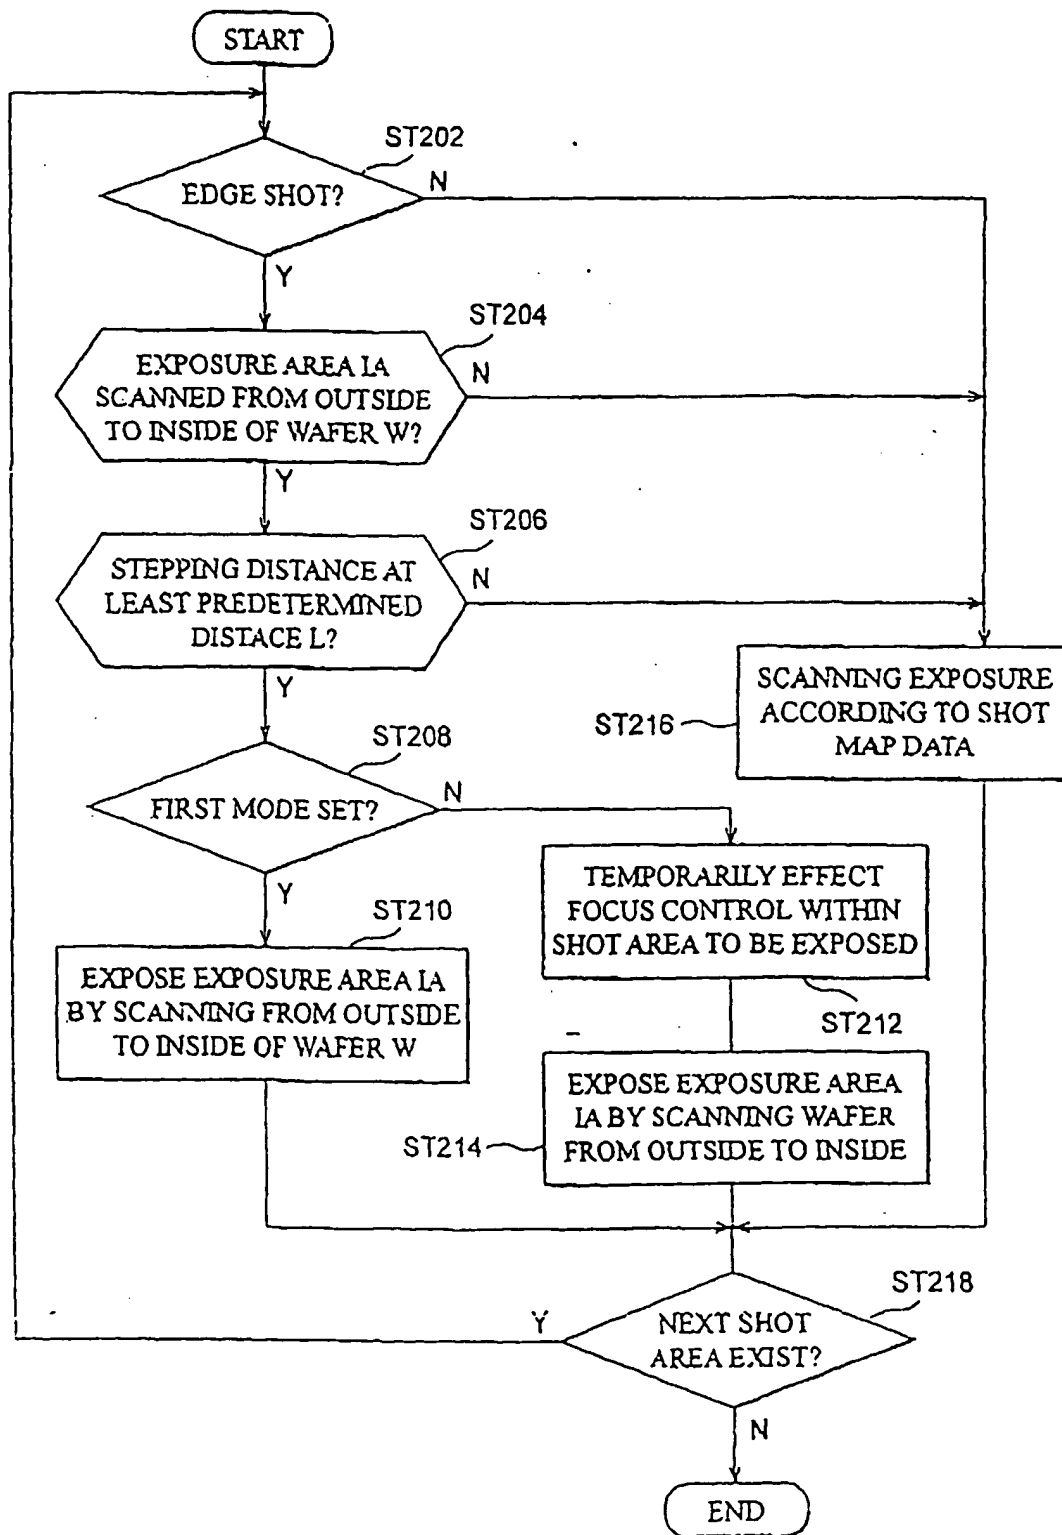 START
ST202
EDGE SHOT?
N
Y
ST204
EXPOSURE AREA IA
SCANNED FROM OUTSIDE
TO INSIDE OF WAFER W?
N
Y
ST206
STEPPING DISTANCE AT
LEAST PREDETERMINED
DISTACE L?
N
Y
SCANNING EXPOSURE
ACCORDING TO SHOT
MAP DATA
ST216
ST208
FIRST MODE SET?
N
Y
TEMPORARILY EFFECT
FOCUS CONTROL WITHIN
SHOT AREA TO BE EXPOSED
ST212
ST210
EXPOSE EXPOSURE AREA IA
BY SCANNING FROM OUTSIDE
TO INSIDE OF WAFER W
EXPOSE EXPOSURE AREA
IA BY SCANNING WAFER
FROM OUTSIDE TO INSIDE
ST214
ST218
NEXT SHOT
AREA EXIST?
Y
N
END